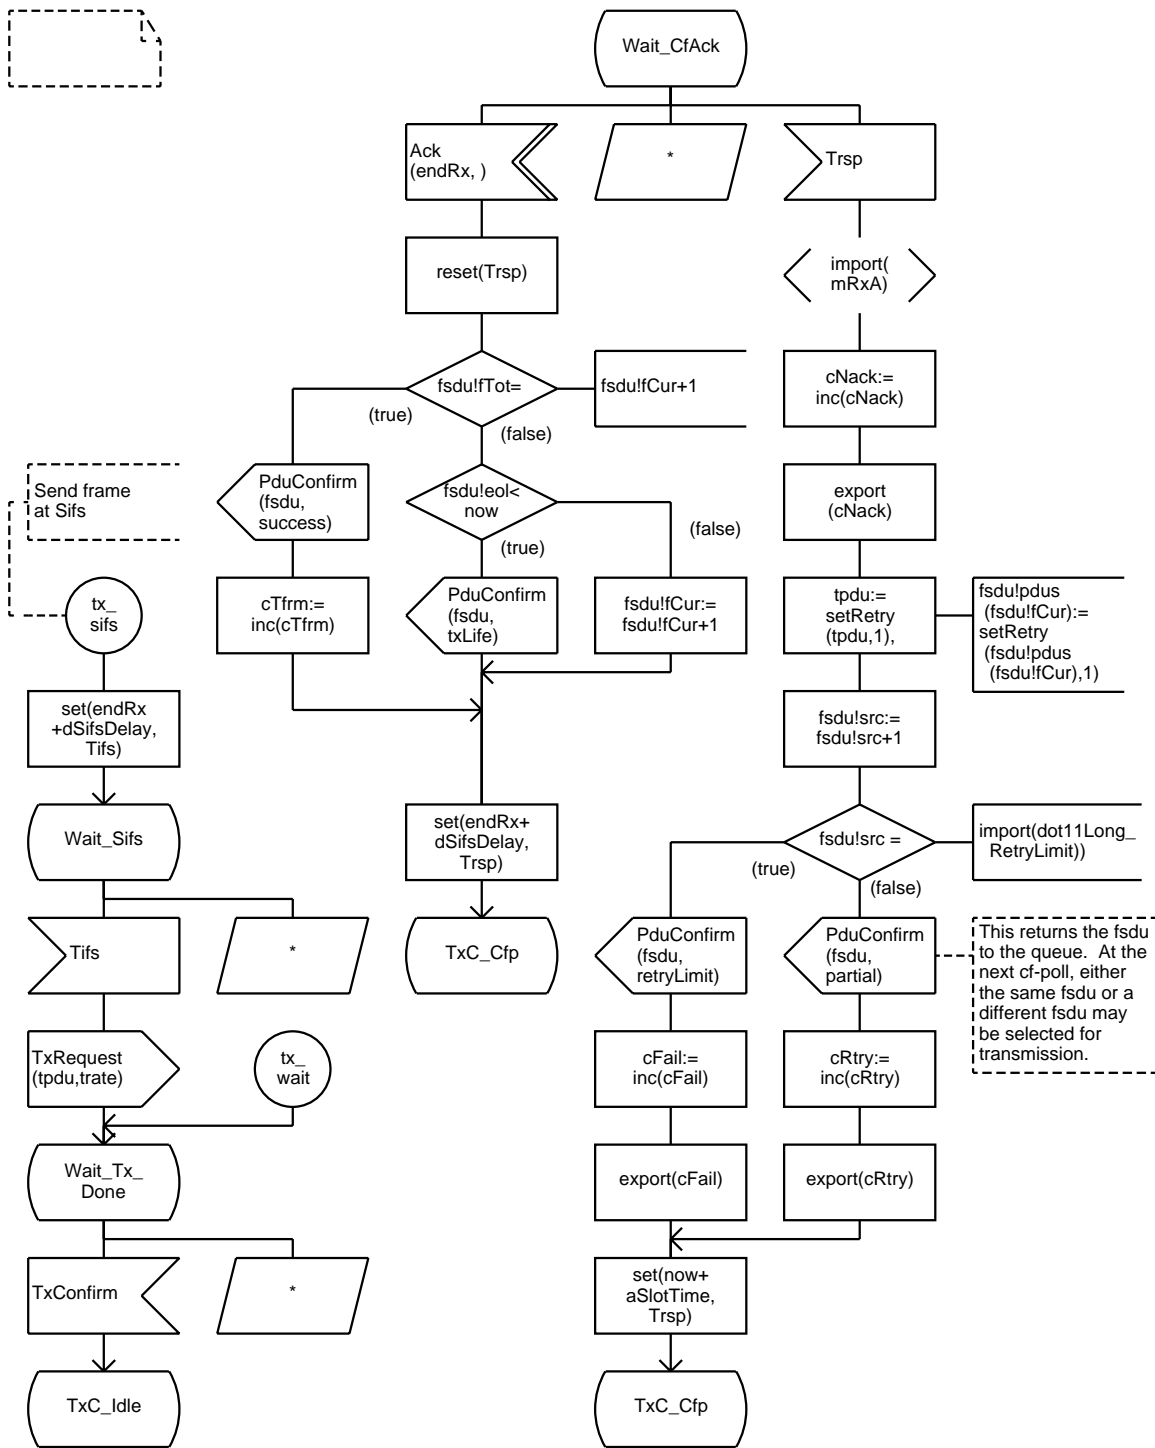 Wait_CfAck
Ack
(endRx, )
*
Trsp
reset(Trsp)
import(
mRxA)
fsdu!fTot=
fsdu!fCur+1
(true)
(false)
cNack:=
inc(cNack)
Send frame
at Sifs
PduConfirm
(fsdu,
success)
fsdu!eol<
now
(true)
(false)
export
(cNack)
tx_
sifs
cTfrm:=
inc(cTfrm)
PduConfirm
(fsdu,
txLife)
fsdu!fCur:=
fsdu!fCur+1
tpdu:=
setRetry
(tpdu,1),
fsdu!pdus
(fsdu!fCur):=
setRetry
(fsdu!pdus
(fsdu!fCur),1)
set(endRx
+dSifsDelay,
Tifs)
fsdu!src:=
fsdu!src+1
Wait_Sifs
set(endRx+
dSifsDelay,
Trsp)
fsdu!src =
import(dot11Long_
RetryLimit))
(true)
(false)
Tifs
*
TxC_Cfp
PduConfirm
(fsdu,
retryLimit)
PduConfirm
(fsdu,
partial)
This returns the fsdu
to the queue. At the
next cf-poll, either
the same fsdu or a
different fsdu may
be selected for
transmission.
TxRequest
(tpdu,trate)
tx_
wait
cFail:=
inc(cFail)
cRtry:=
inc(cRtry)
Wait_Tx_
Done
export(cFail)
export(cRtry)
TxConfirm
*
set(now+
aSlotTime,
Trsp)
TxC_Idle
TxC_Cfp